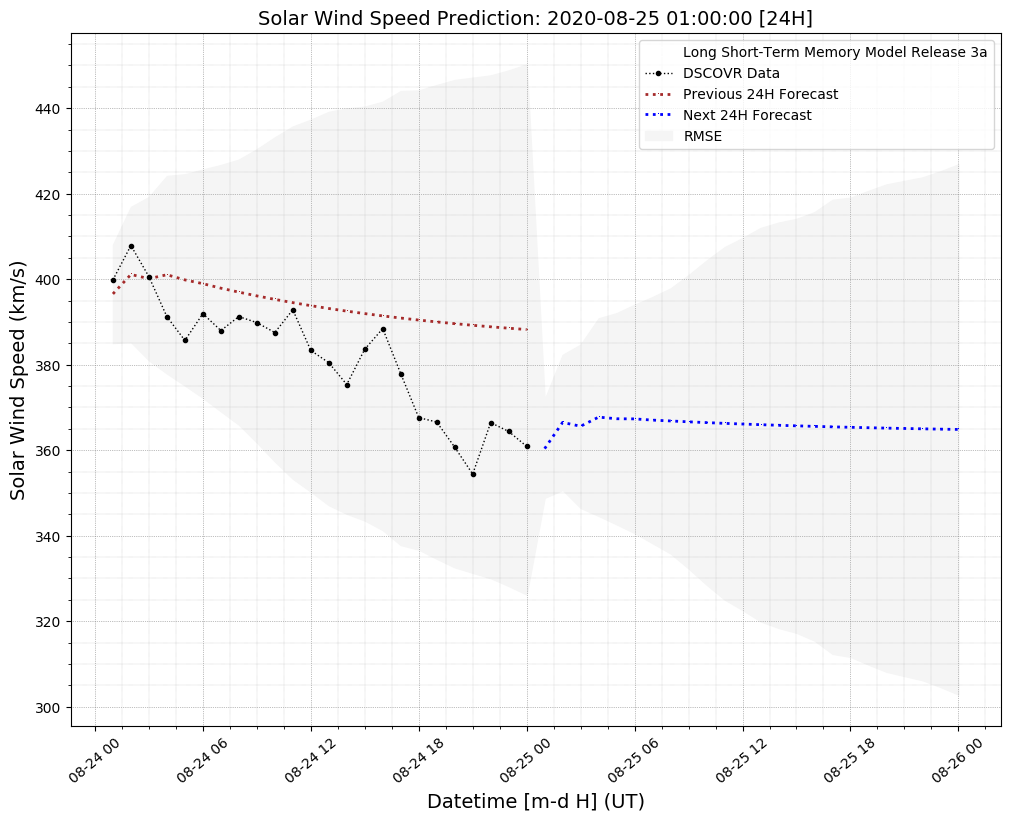 Solar Wind Speed Prediction: 2020-08-25 01:00:00 [24H]
Long Short-Term Memory Model Release 3a
DSCOVR Data
Previous 24H Forecast
Next 24H Forecast
RMSE
Solar Wind Speed (km/s)
440
420
400
380
360
340
320
300
08-24 00
08-24 06
08-24 12
08-24 18
08-25 00
08-25 06
08-25 12
08-25 18
08-26 00
Datetime [m-d H] (UT)